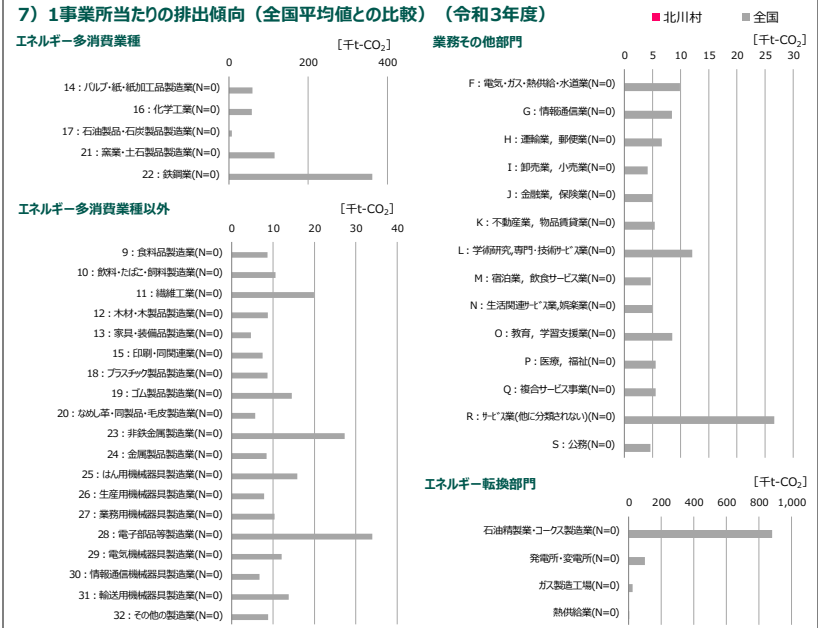 7）1事業所当たりの排出傾向（全国平均値との比較）（令和3年度）
■北川村 ■全国
エネルギー多消費業種
[千t-CO₂]
0 200 400
14：パルプ・紙・紙加工品製造業(N=0)
16：化学工業(N=0)
17：石油製品・石炭製品製造業(N=0)
21：窯業・土石製品製造業(N=0)
22：鉄鋼業(N=0)
エネルギー多消費業種以外
[千t-CO₂]
0 10 20 30 40
9：食料品製造業(N=0)
10：飲料・たばこ・飼料製造業(N=0)
11：繊維工業(N=0)
12：木材・木製品製造業(N=0)
13：家具・装備品製造業(N=0)
15：印刷・同関連業(N=0)
18：プラスチック製品製造業(N=0)
19：ゴム製品製造業(N=0)
20：なめし革・同製品・毛皮製造業(N=0)
23：非鉄金属製造業(N=0)
24：金属製品製造業(N=0)
25：はん用機械器具製造業(N=0)
26：生産用機械器具製造業(N=0)
27：業務用機械器具製造業(N=0)
28：電子部品等製造業(N=0)
29：電気機械器具製造業(N=0)
30：情報通信機械器具製造業(N=0)
31：輸送用機械器具製造業(N=0)
32：その他の製造業(N=0)
業務その他部門
[千t-CO₂]
0 5 10 15 20 25 30
F：電気・ガス・熱供給・水道業(N=0)
G：情報通信業(N=0)
H：運輸業，郵便業(N=0)
I：卸売業，小売業(N=0)
J：金融業，保険業(N=0)
K：不動産業，物品賃貸業(N=0)
L：学術研究,専門・技術サービス業(N=0)
M：宿泊業，飲食サービス業(N=0)
N：生活関連サービス業,娯楽業(N=0)
O：教育，学習支援業(N=0)
P：医療，福祉(N=0)
Q：複合サービス事業(N=0)
R：サービス業(他に分類されない)(N=0)
S：公務(N=0)
エネルギー転換部門
[千t-CO₂]
0 200 400 600 800 1,000
石油精製業・コークス製造業(N=0)
発電所・変電所(N=0)
ガス製造工場(N=0)
熱供給業(N=0)